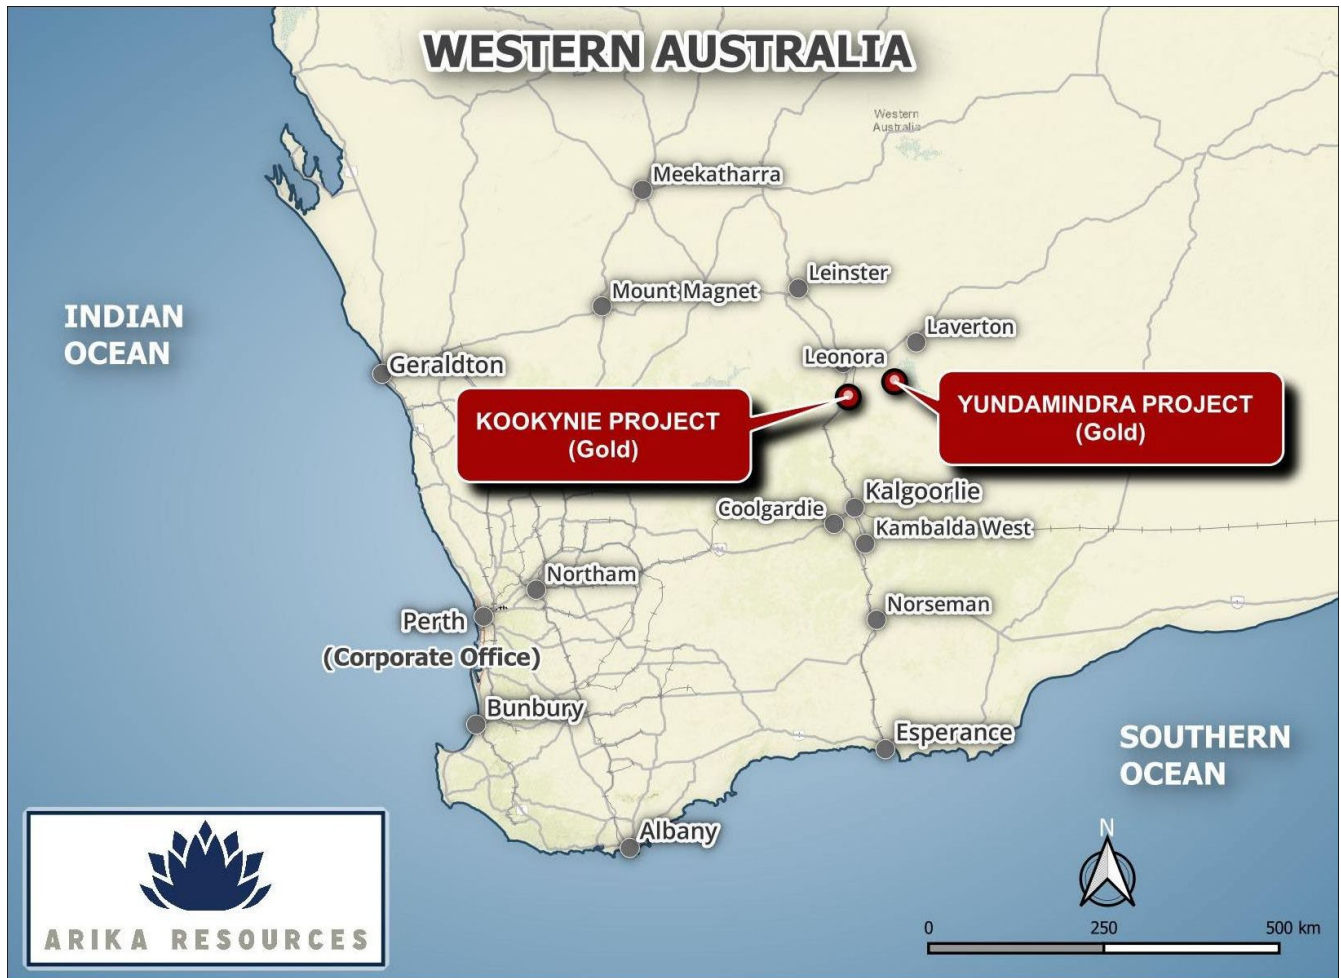 WESTERN AUSTRALIA
Western
Australia
Meekatharra
Leinster
Mount Magnet
INDIAN
OCEAN
Laverton
Leonora
Geraldton
KOOKYNIE PROJECT
(Gold)
YUNDAMINDRA PROJECT
(Gold)
Kalgoorlie
Coolgardie
Kambalda West
Northam
Norseman
Perth
(Corporate Office)
Bunbury
Esperance
SOUTHERN
OCEAN
Albany
N
ARIKA RESOURCES
0 250 500 km